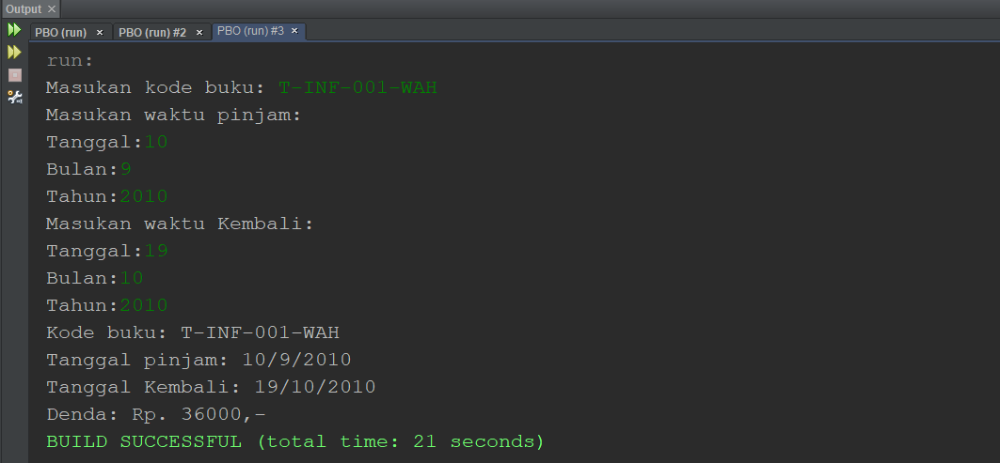 Output
PBO (run) PBO (run) #2 PBO (run) #3
run:
Masukan kode buku: T-INF-001-WAH
Masukan waktu pinjam:
Tanggal:10
Bulan:9
Tahun:2010
Masukan waktu Kembali:
Tanggal:19
Bulan:10
Tahun:2010
Kode buku: T-INF-001-WAH
Tanggal pinjam: 10/9/2010
Tanggal Kembali: 19/10/2010
Denda: Rp. 36000,-
BUILD SUCCESSFUL (total time: 21 seconds)